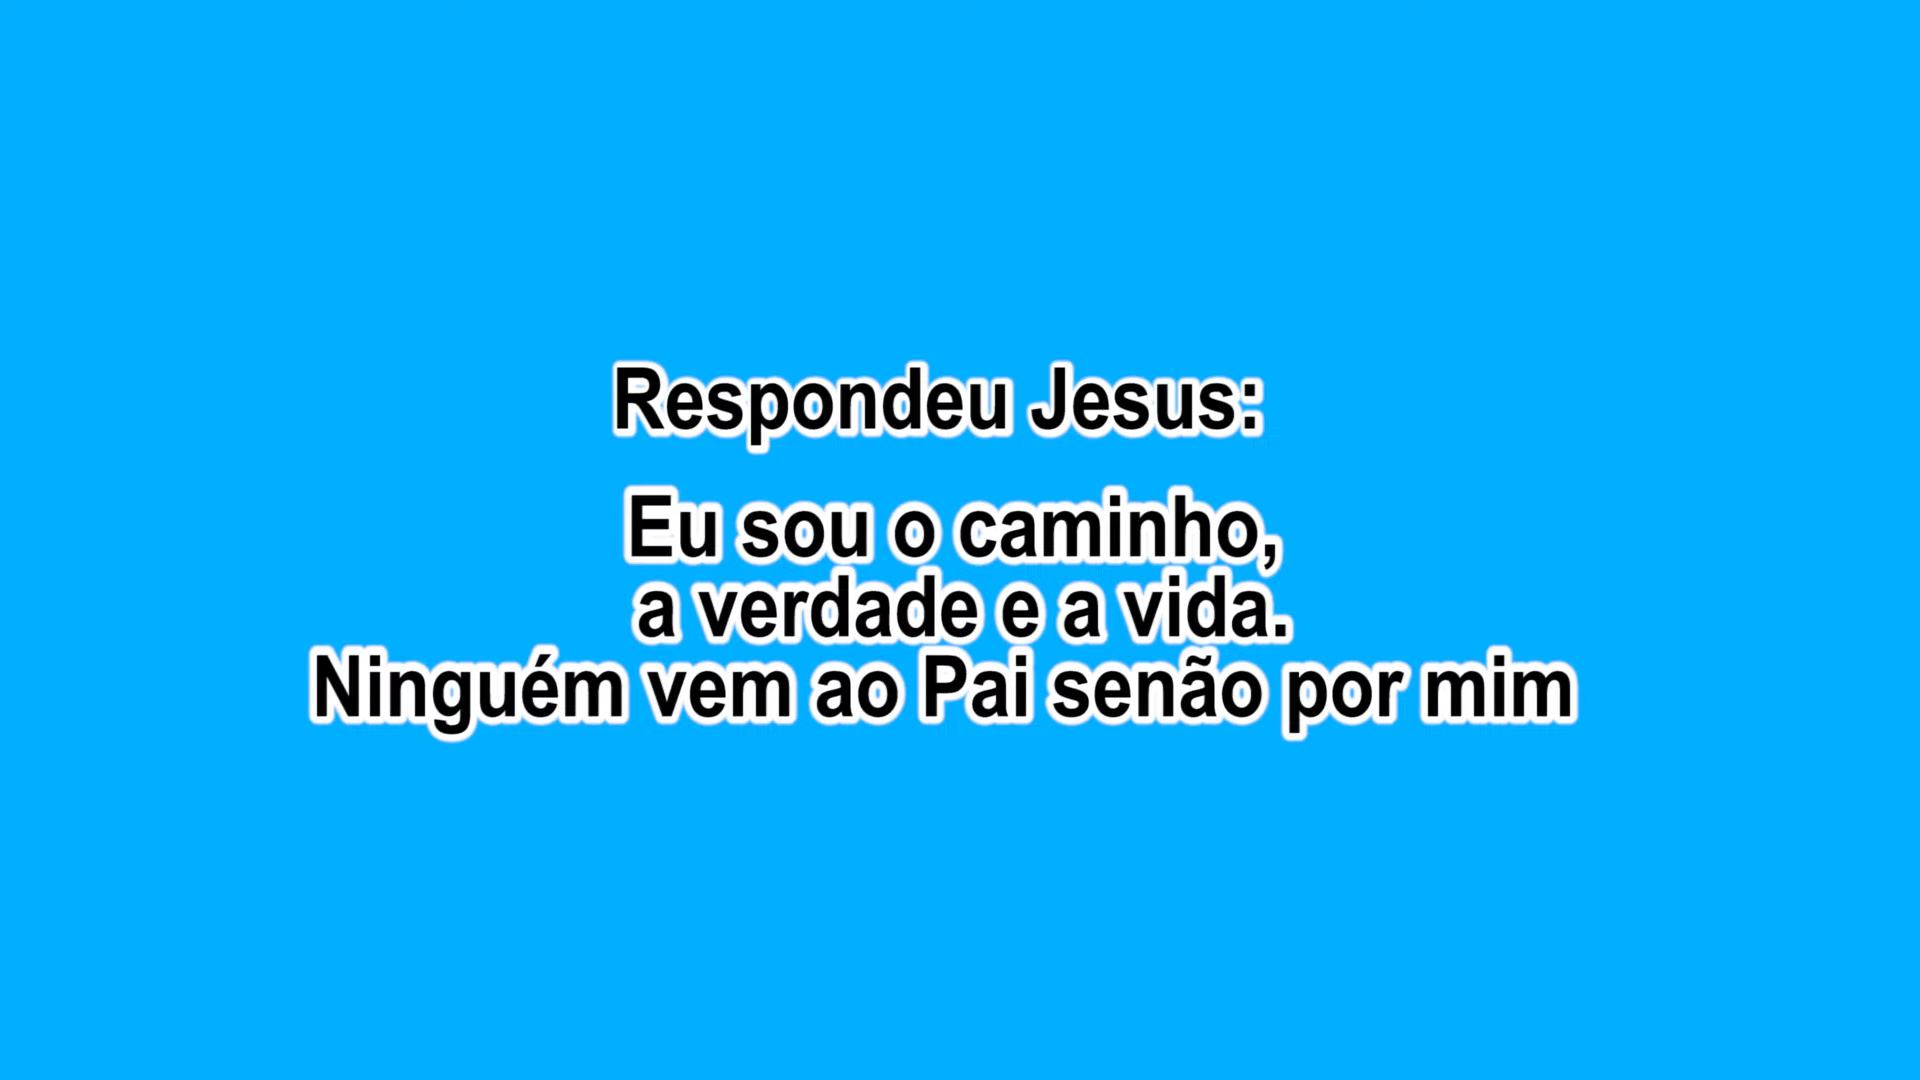 Respondeu Jesus:
Eu sou o caminho,
a verdade e a vida.
Ninguém vem ao Pai senão por mim